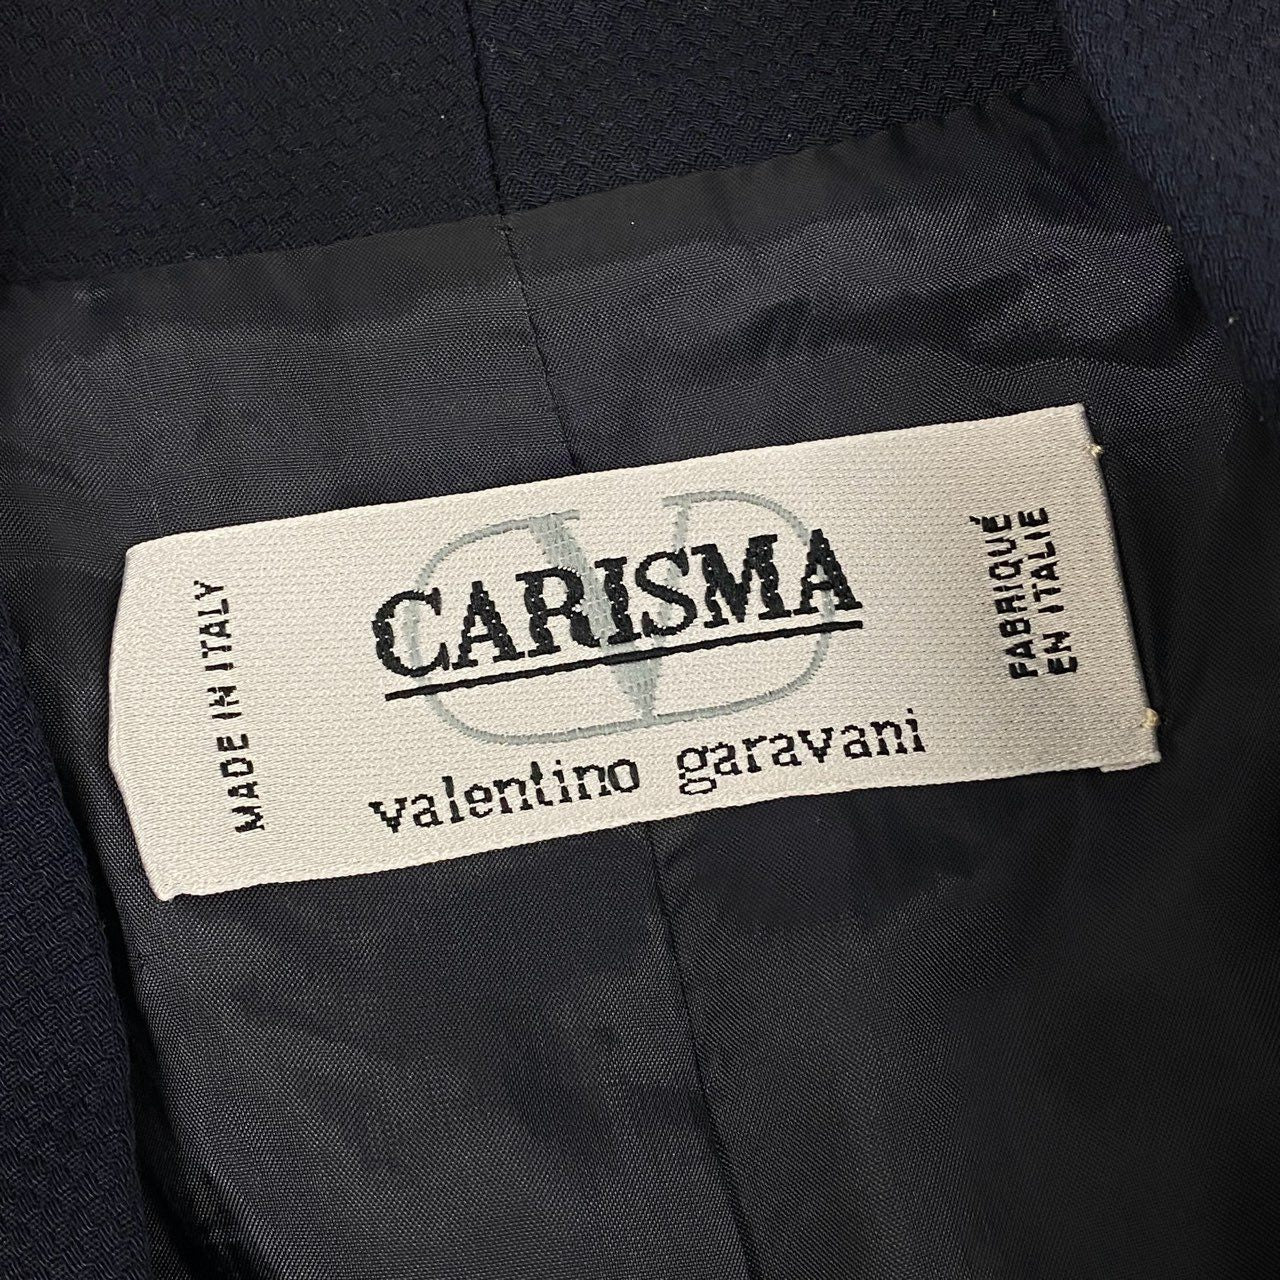 MADE IN ITALY
CARISMA
valentino garavani
FABRIQUÉ
EN ITALIE